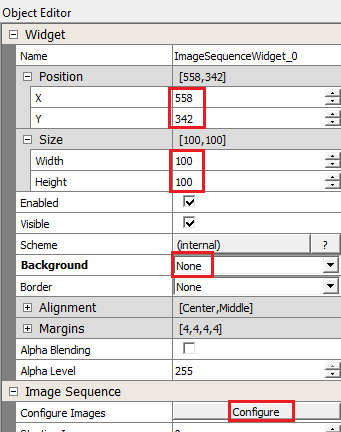 Object Editor
Widget
Name ImageSequenceWidget_0
Position [558,342]
X 558
Y 342
Size [100,100]
Width 100
Height 100
Enabled
Visible
Scheme (internal) ?
Background None
Border None
Alignment [Center,Middle]
Margins [4,4,4,4]
Alpha Blending
Alpha Level 255
Image Sequence
Configure Images Configure